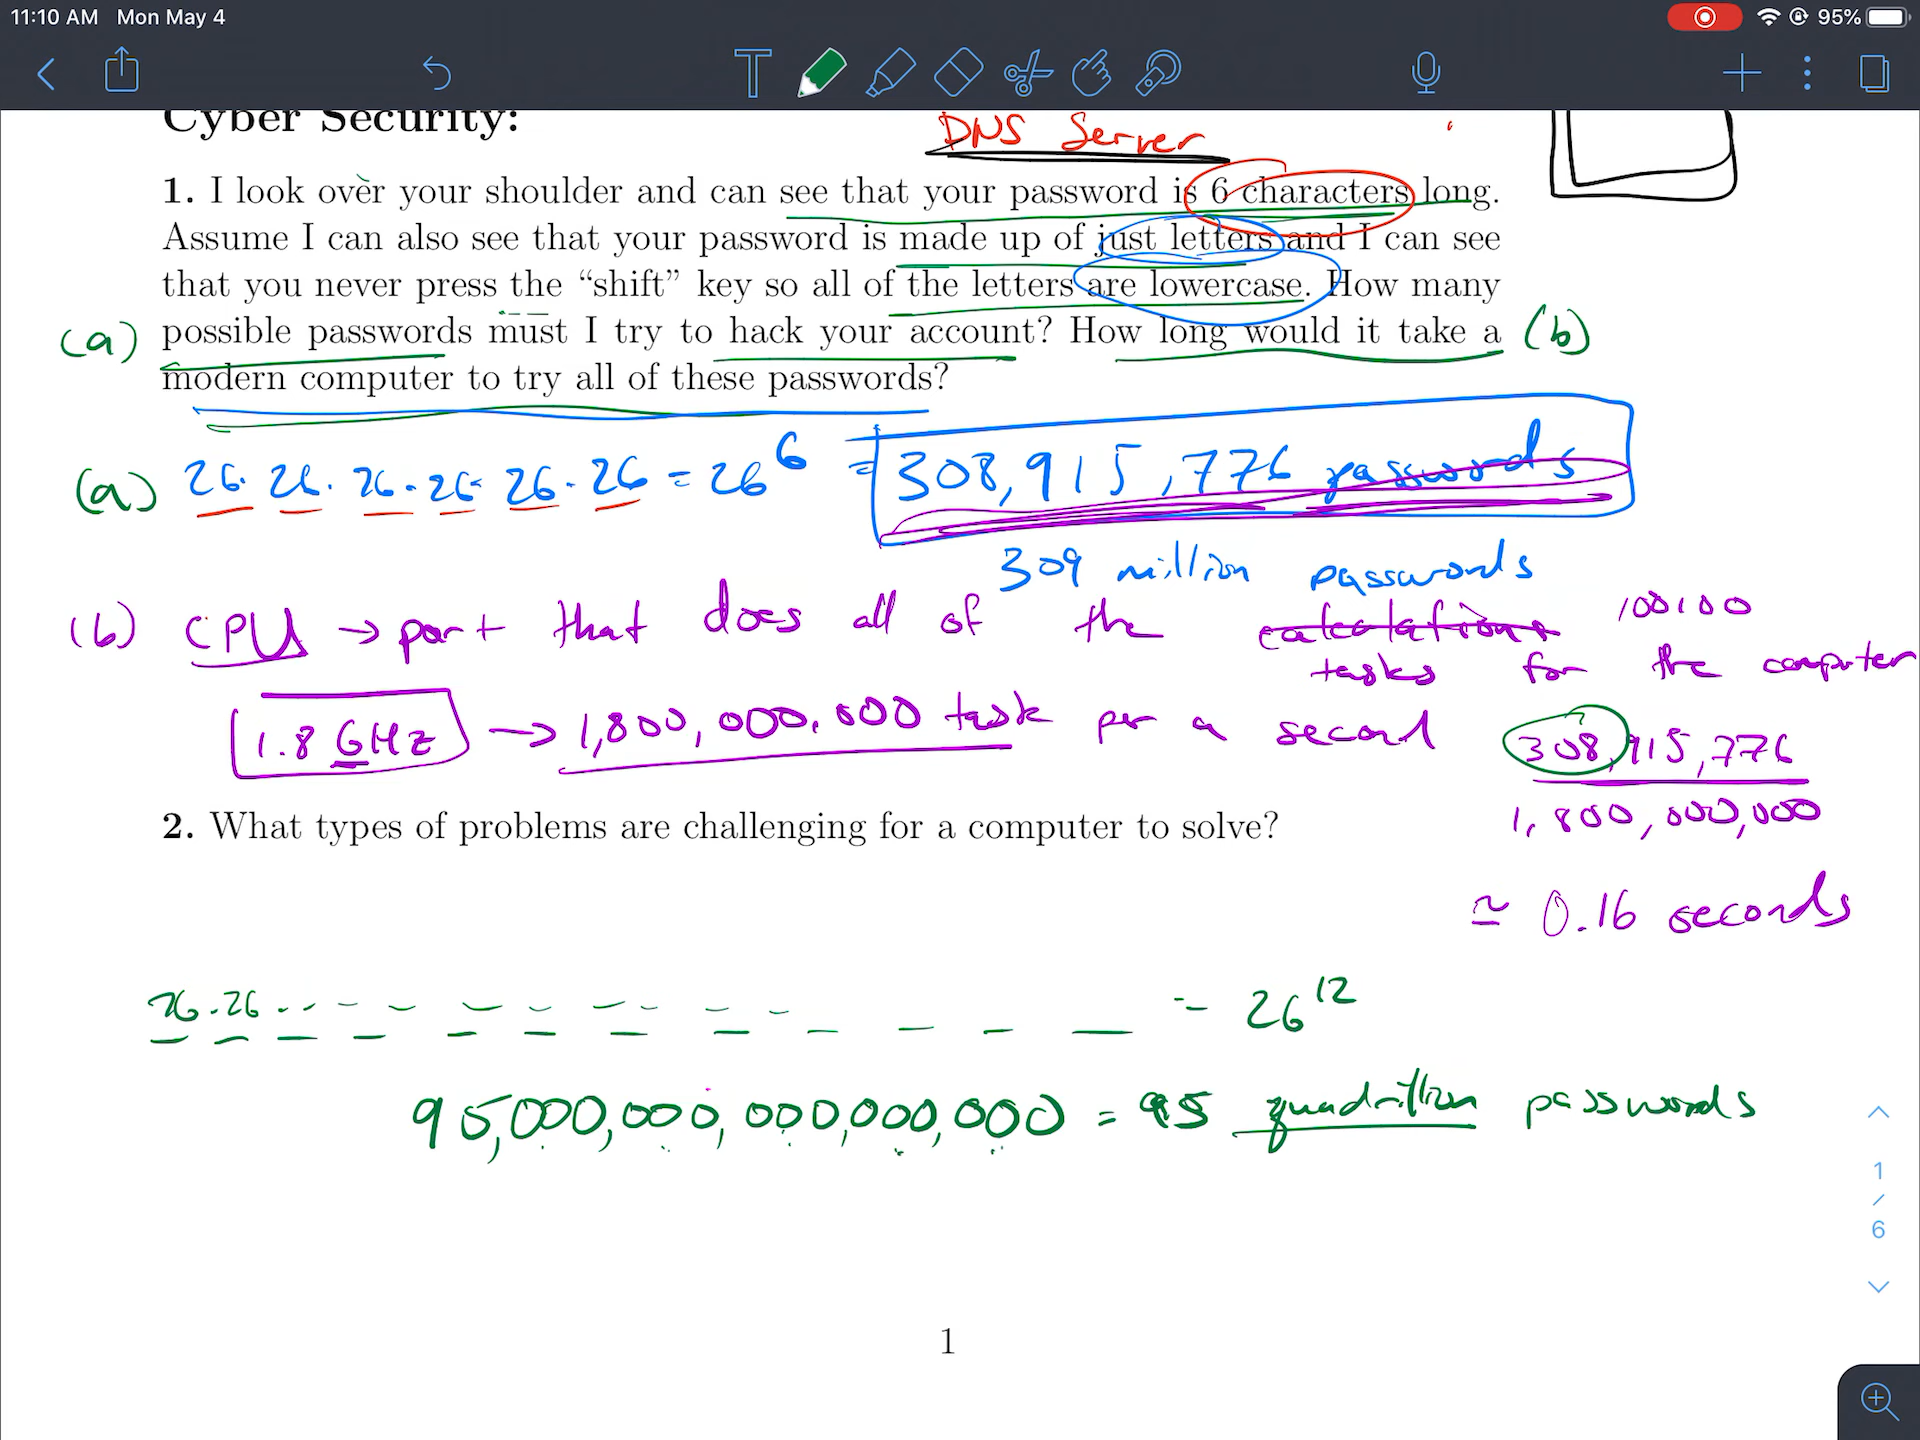 11:10 AM Mon May 4
95%
Cyber Security:
DNS Server
1. I look over your shoulder and can see that your password is 6 characters long.
Assume I can also see that your password is made up of just letters and I can see
that you never press the “shift” key so all of the letters are lowercase. How many
(a) possible passwords must I try to hack your account? How long would it take a (b)
modern computer to try all of these passwords?
(a) 26. 26. 26. 26. 26. 26 = 26^6 = 308,915,776 passwords
309 million passwords
(b) CPU → part that does all of the calculations 100100
tasks for the computer
1.8 GHz → 1,800,000,000 task per a second
308,915,776
1,800,000,000
2. What types of problems are challenging for a computer to solve?
≃ 0.16 seconds
26.26 . . - - - - - - - - - = 26^12
95,000,000,000,000,000 = 95 quadrillion passwords
1
/
6
1